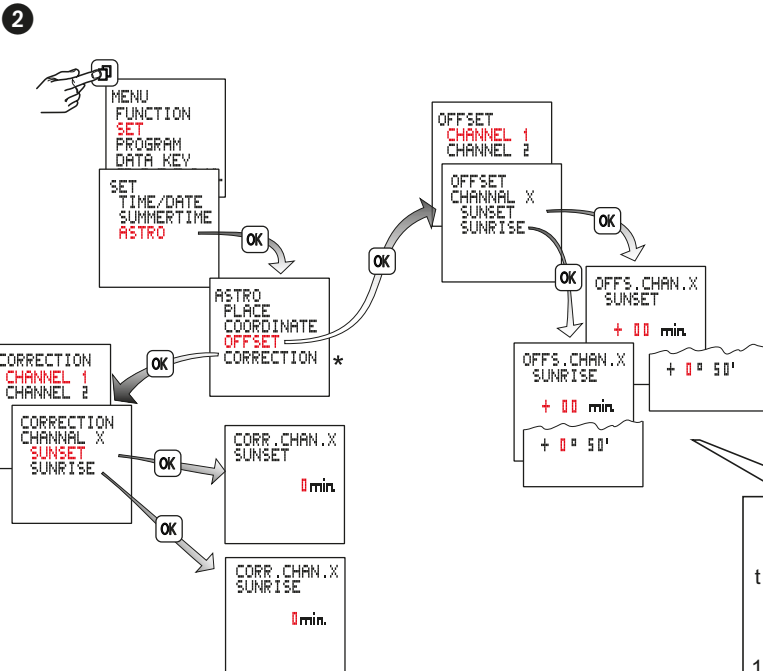 2
MENU
FUNCTION
SET
PROGRAM
DATA KEY
SET
TIME/DATE
SUMMERTIME
ASTRO
OK
ASTRO
PLACE
COORDINATE
OFFSET
CORRECTION *
OK
OK
OFFSET
CHANNEL 1
CHANNEL 2
OFFSET
CHANNAL X
SUNSET
SUNRISE
OK
OK
OFFS.CHAN.X
SUNSET
+ 00 min.
+ 0° 50'
OFFS.CHAN.X
SUNRISE
+ 00 min.
+ 0° 50'
CORRECTION
CHANNEL 1
CHANNEL 2
CORRECTION
CHANNAL X
SUNSET
SUNRISE
OK
OK
CORR.CHAN.X
SUNSET
0 min.
CORR.CHAN.X
SUNRISE
0 min.
t
1